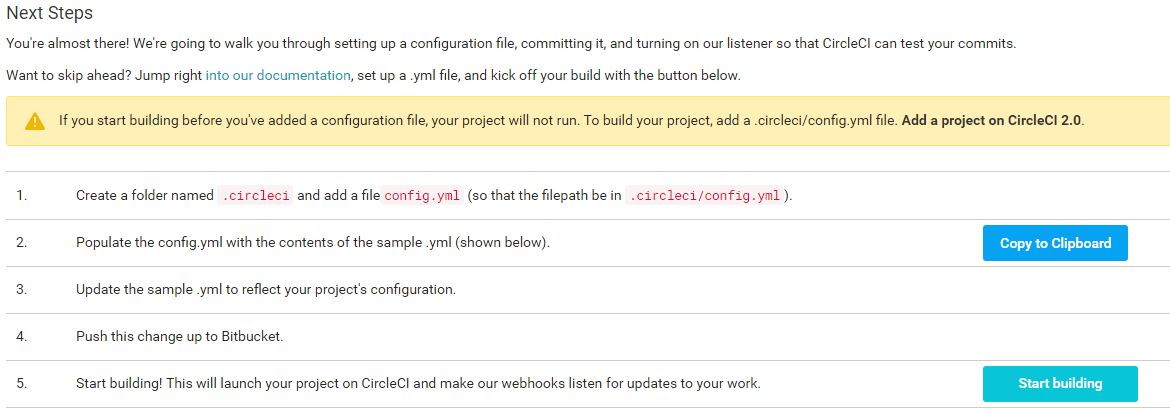 Next Steps
You're almost there! We're going to walk you through setting up a configuration file, committing it, and turning on our listener so that CircleCI can test your commits.
Want to skip ahead? Jump right into our documentation, set up a .yml file, and kick off your build with the button below.
If you start building before you've added a configuration file, your project will not run. To build your project, add a .circleci/config.yml file. Add a project on CircleCI 2.0.
1. Create a folder named .circleci and add a file config.yml (so that the filepath be in .circleci/config.yml ).
2. Populate the config.yml with the contents of the sample .yml (shown below). Copy to Clipboard
3. Update the sample .yml to reflect your project's configuration.
4. Push this change up to Bitbucket.
5. Start building! This will launch your project on CircleCI and make our webhooks listen for updates to your work. Start building